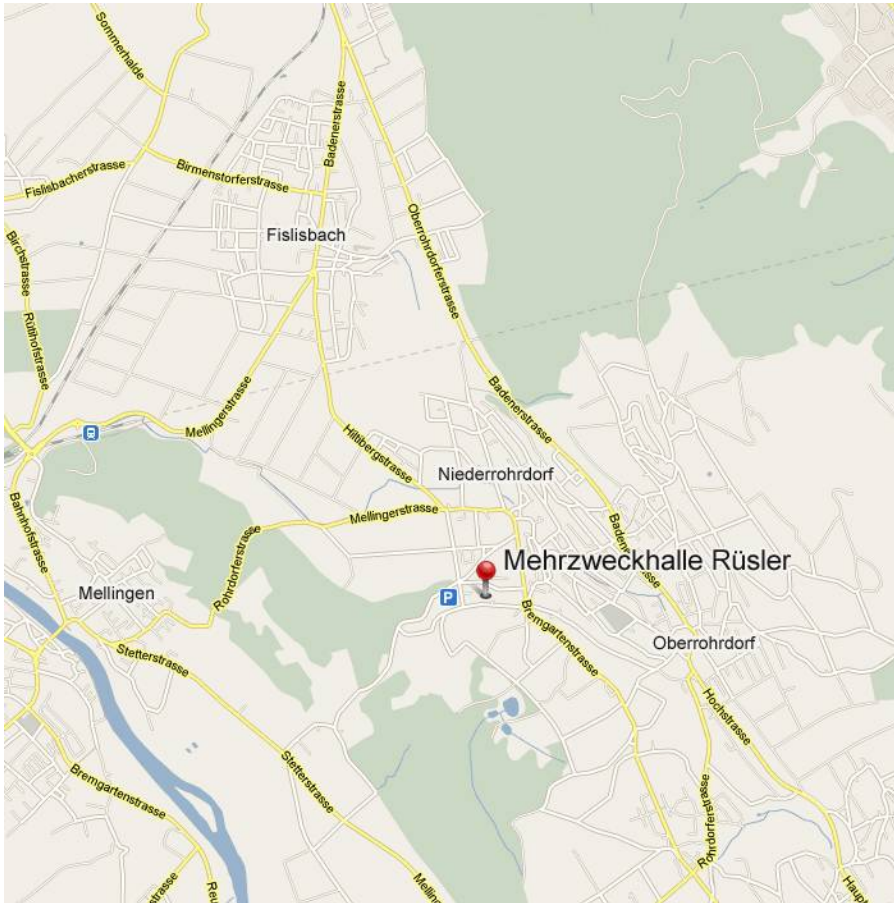 Sommerhalde
Badenerstrasse
Fislisbacherstrasse
Birmenstorferstrasse
Oberrohrdorferstrasse
Fislisbach
Birchstrasse
Rütihofstrasse
Mellingerstrasse
Badenerstrasse
Hiltibergstrasse
Niederrohrdorf
Bahnhofstrasse
Mellingerstrasse
Rohrdorferstrasse
Mehrzweckhalle Rüsler
P
Mellingen
Bremgartenstrasse
Oberrohrdorf
Stetterstrasse
Hochstrasse
Stetterstrasse
Bremgartenstrasse
Rohrdorferstrasse